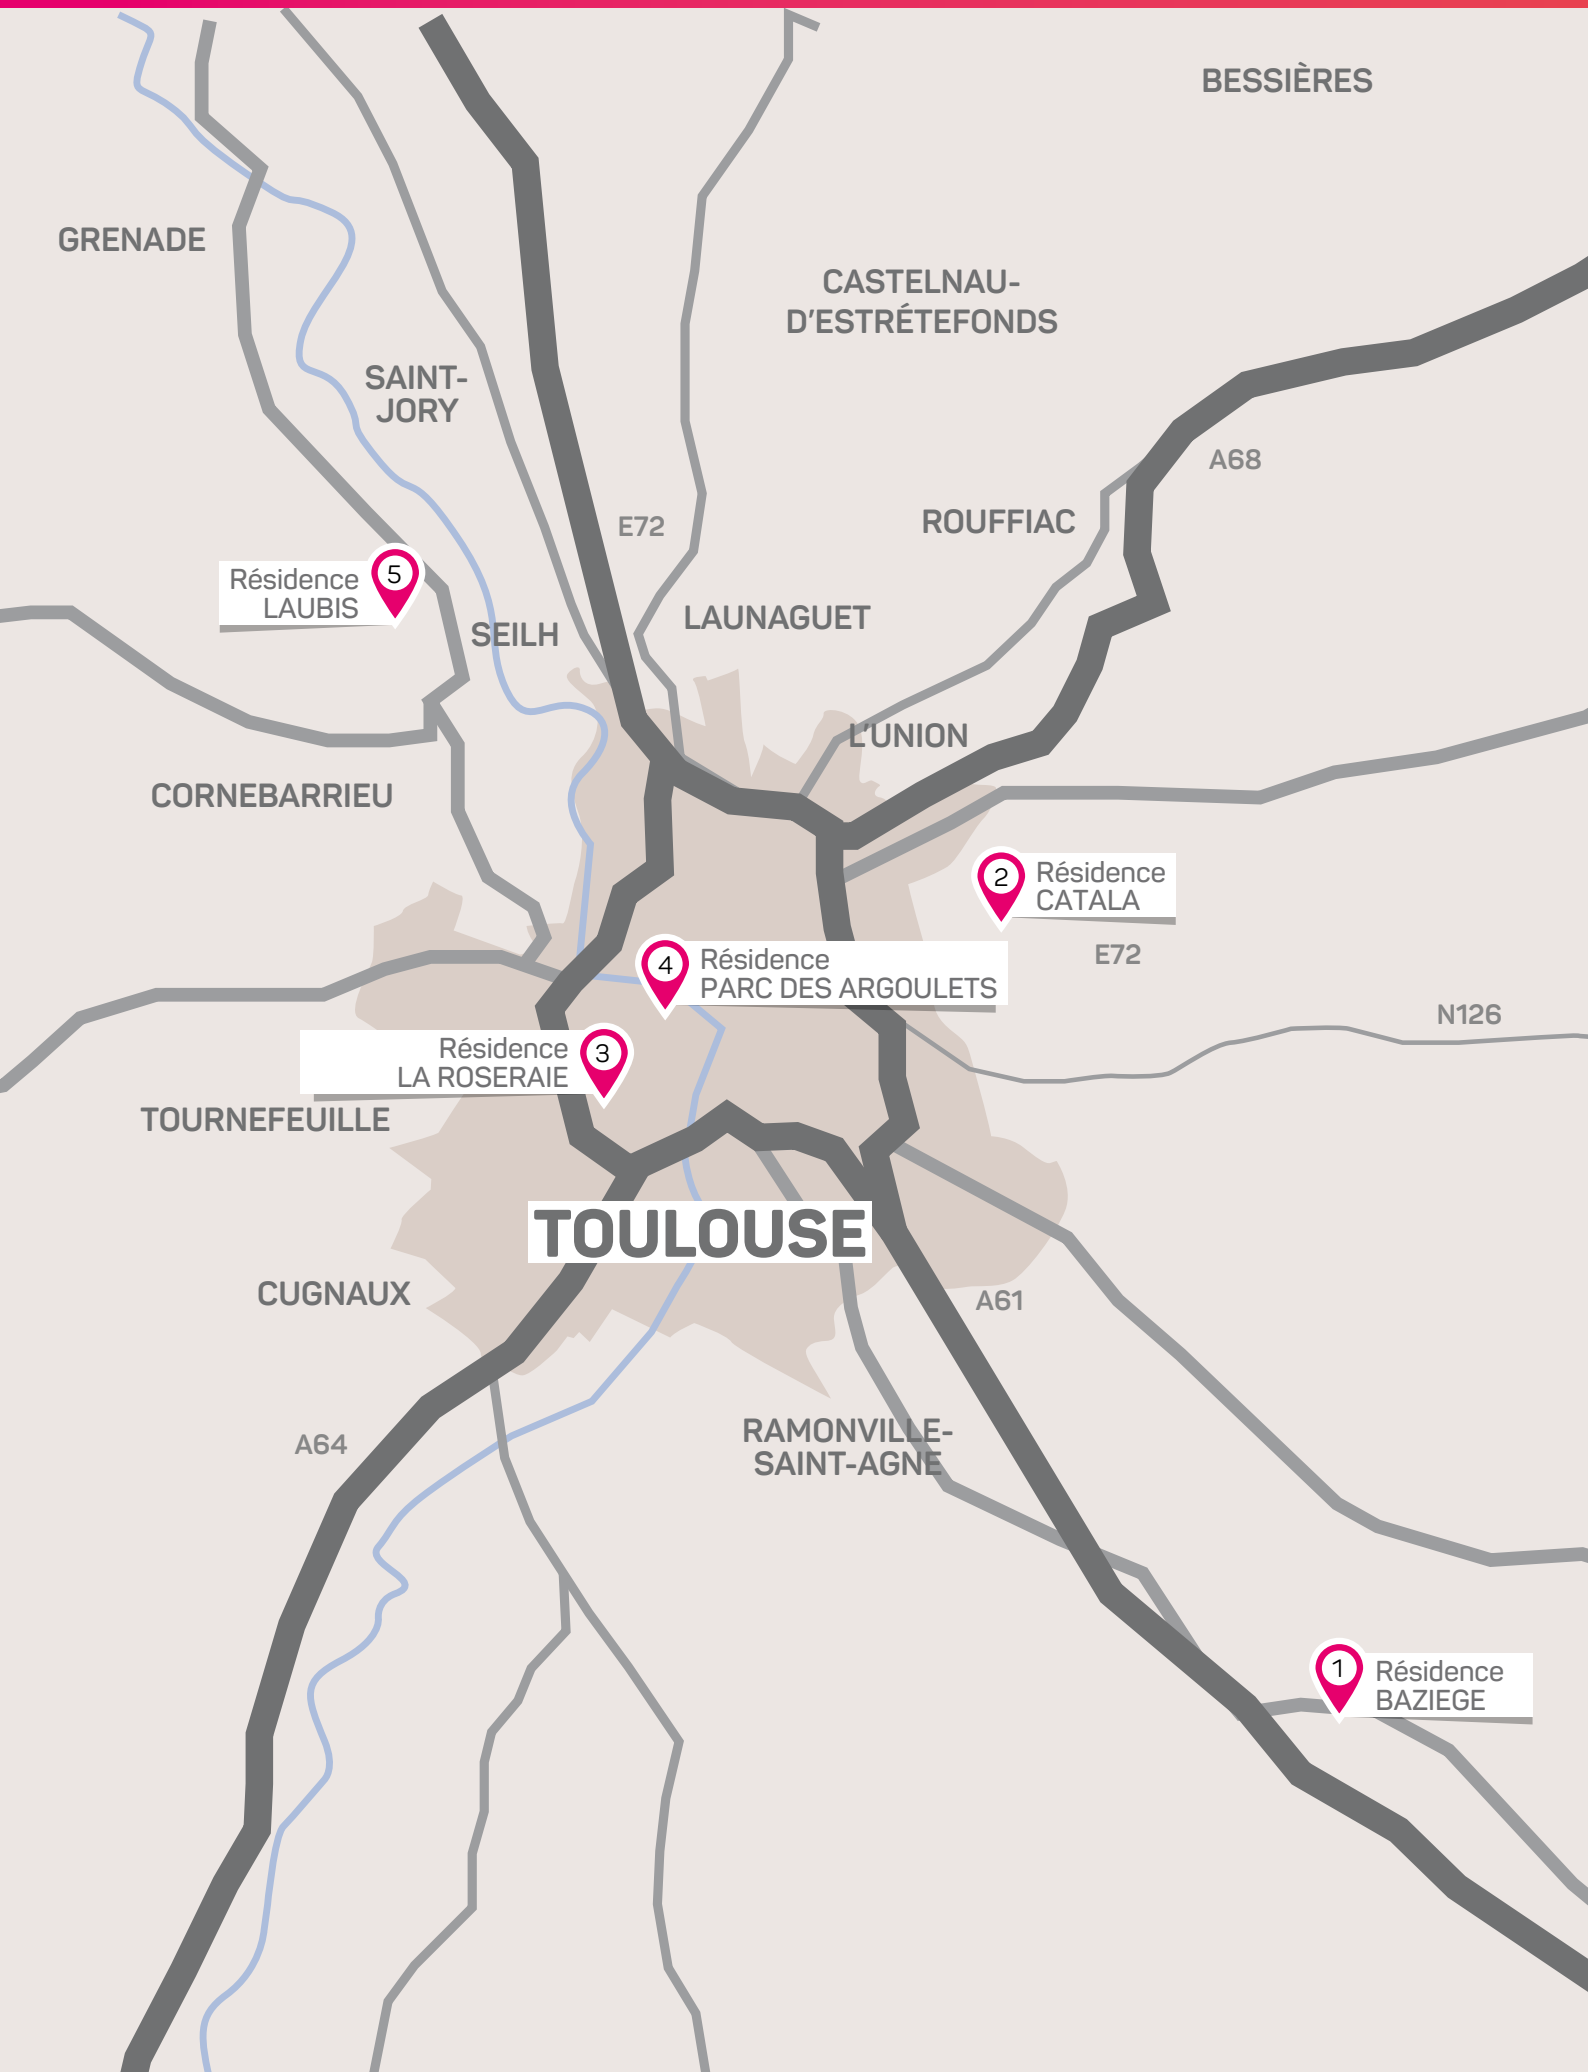 BESSIÈRES
GRENADE
CASTELNAU-
D'ESTRÉTEFONDS
SAINT-
JORY
A68
E72
ROUFFIAC
5
Résidence
LAUBIS
LAUNAGUET
SEILH
L'UNION
CORNEBARRIEU
2
Résidence
CATALA
E72
4
Résidence
PARC DES ARGOULETS
N126
3
Résidence
LA ROSERAIE
TOURNEFEUILLE
TOULOUSE
CUGNAUX
A61
RAMONVILLE-
SAINT-AGNE
A64
1
Résidence
BAZIEGE